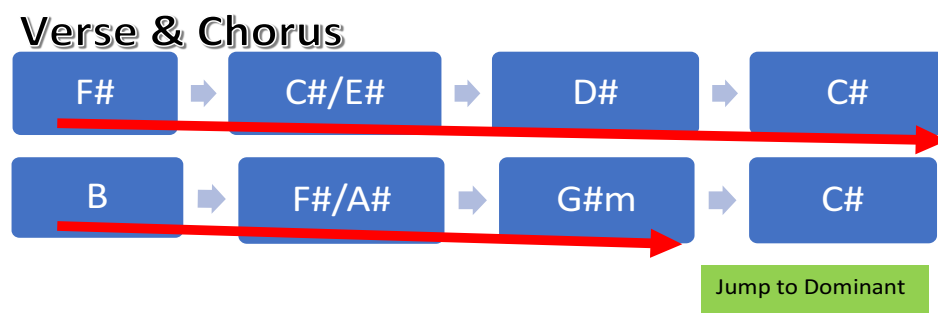 Verse & Chorus
F# C#/E# D# C#
B F#/A# G#m C#
Jump to Dominant